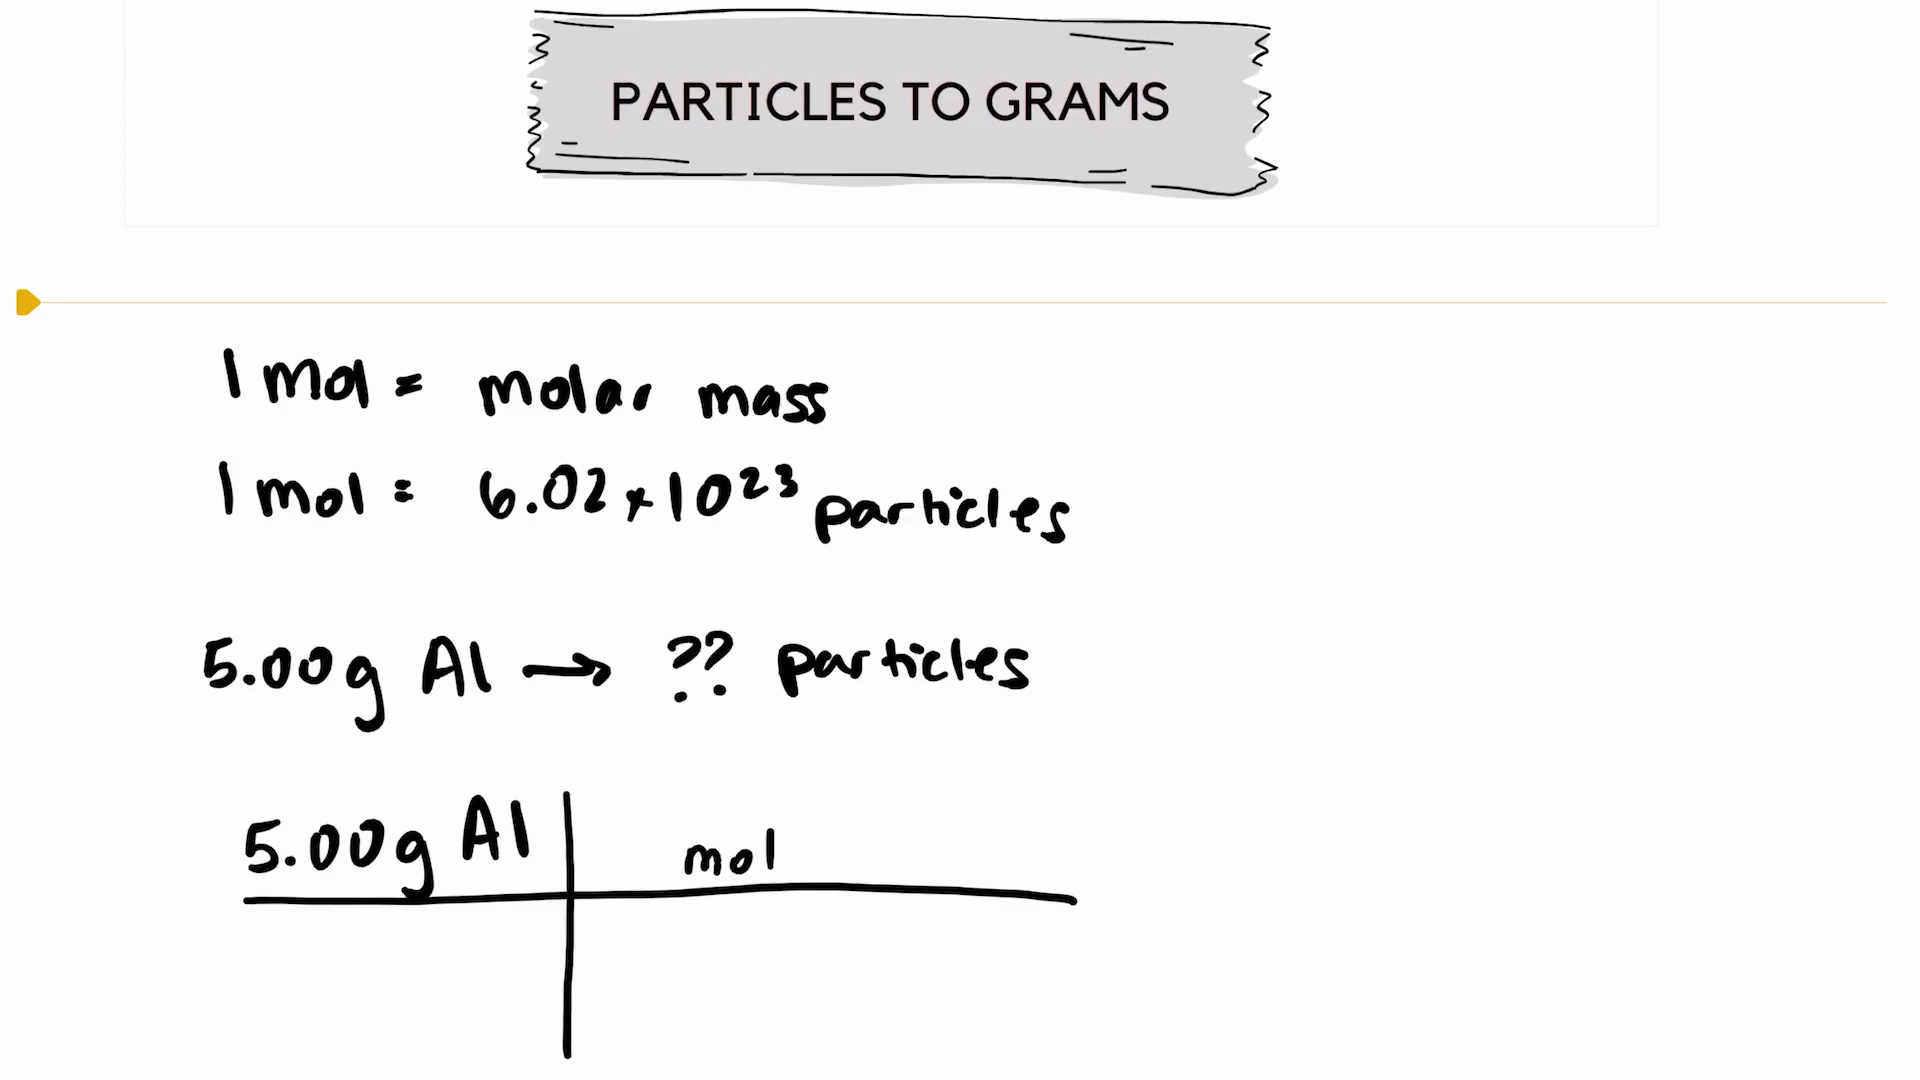 PARTICLES TO GRAMS
1 mol = molar mass
1 mol = 6.02 x 10²³ particles
5.00g Al → ?? particles
5.00g Al | mol